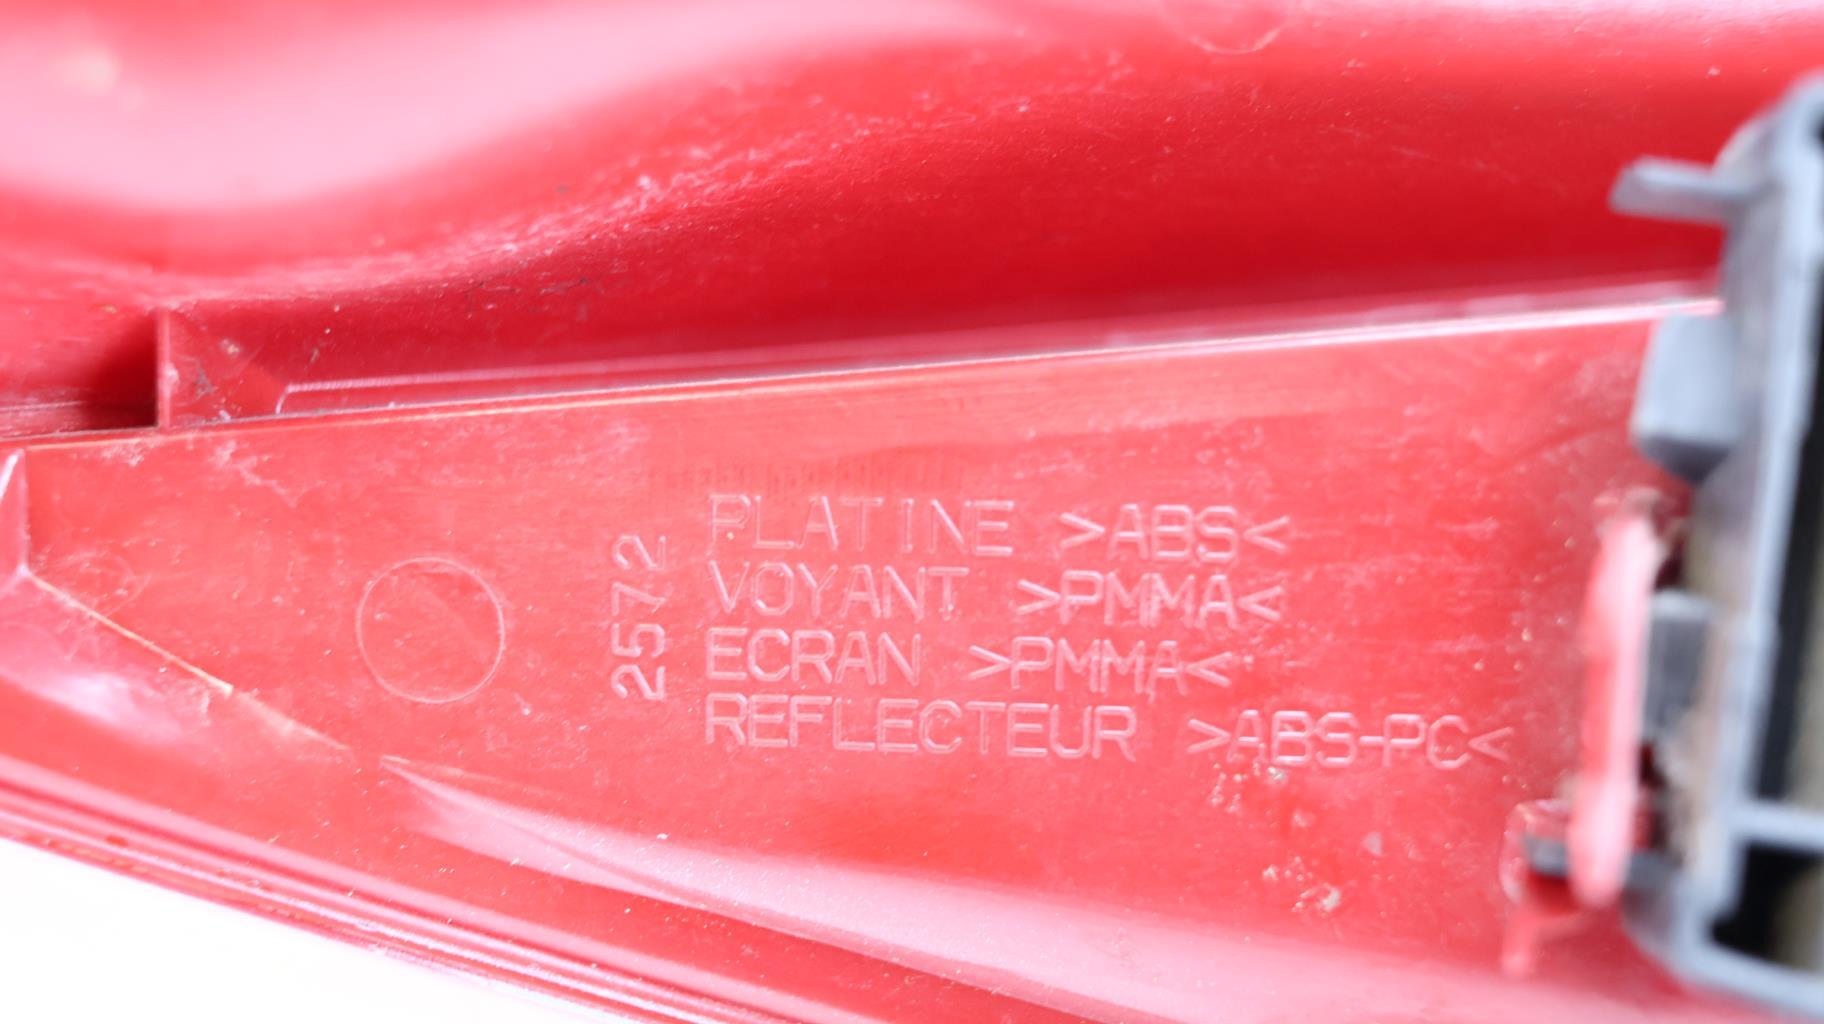 2572
PLATINE >ABS<
VOYANT >PMMA<
ECRAN >PMMA<
REFLECTEUR >ABS-PC<